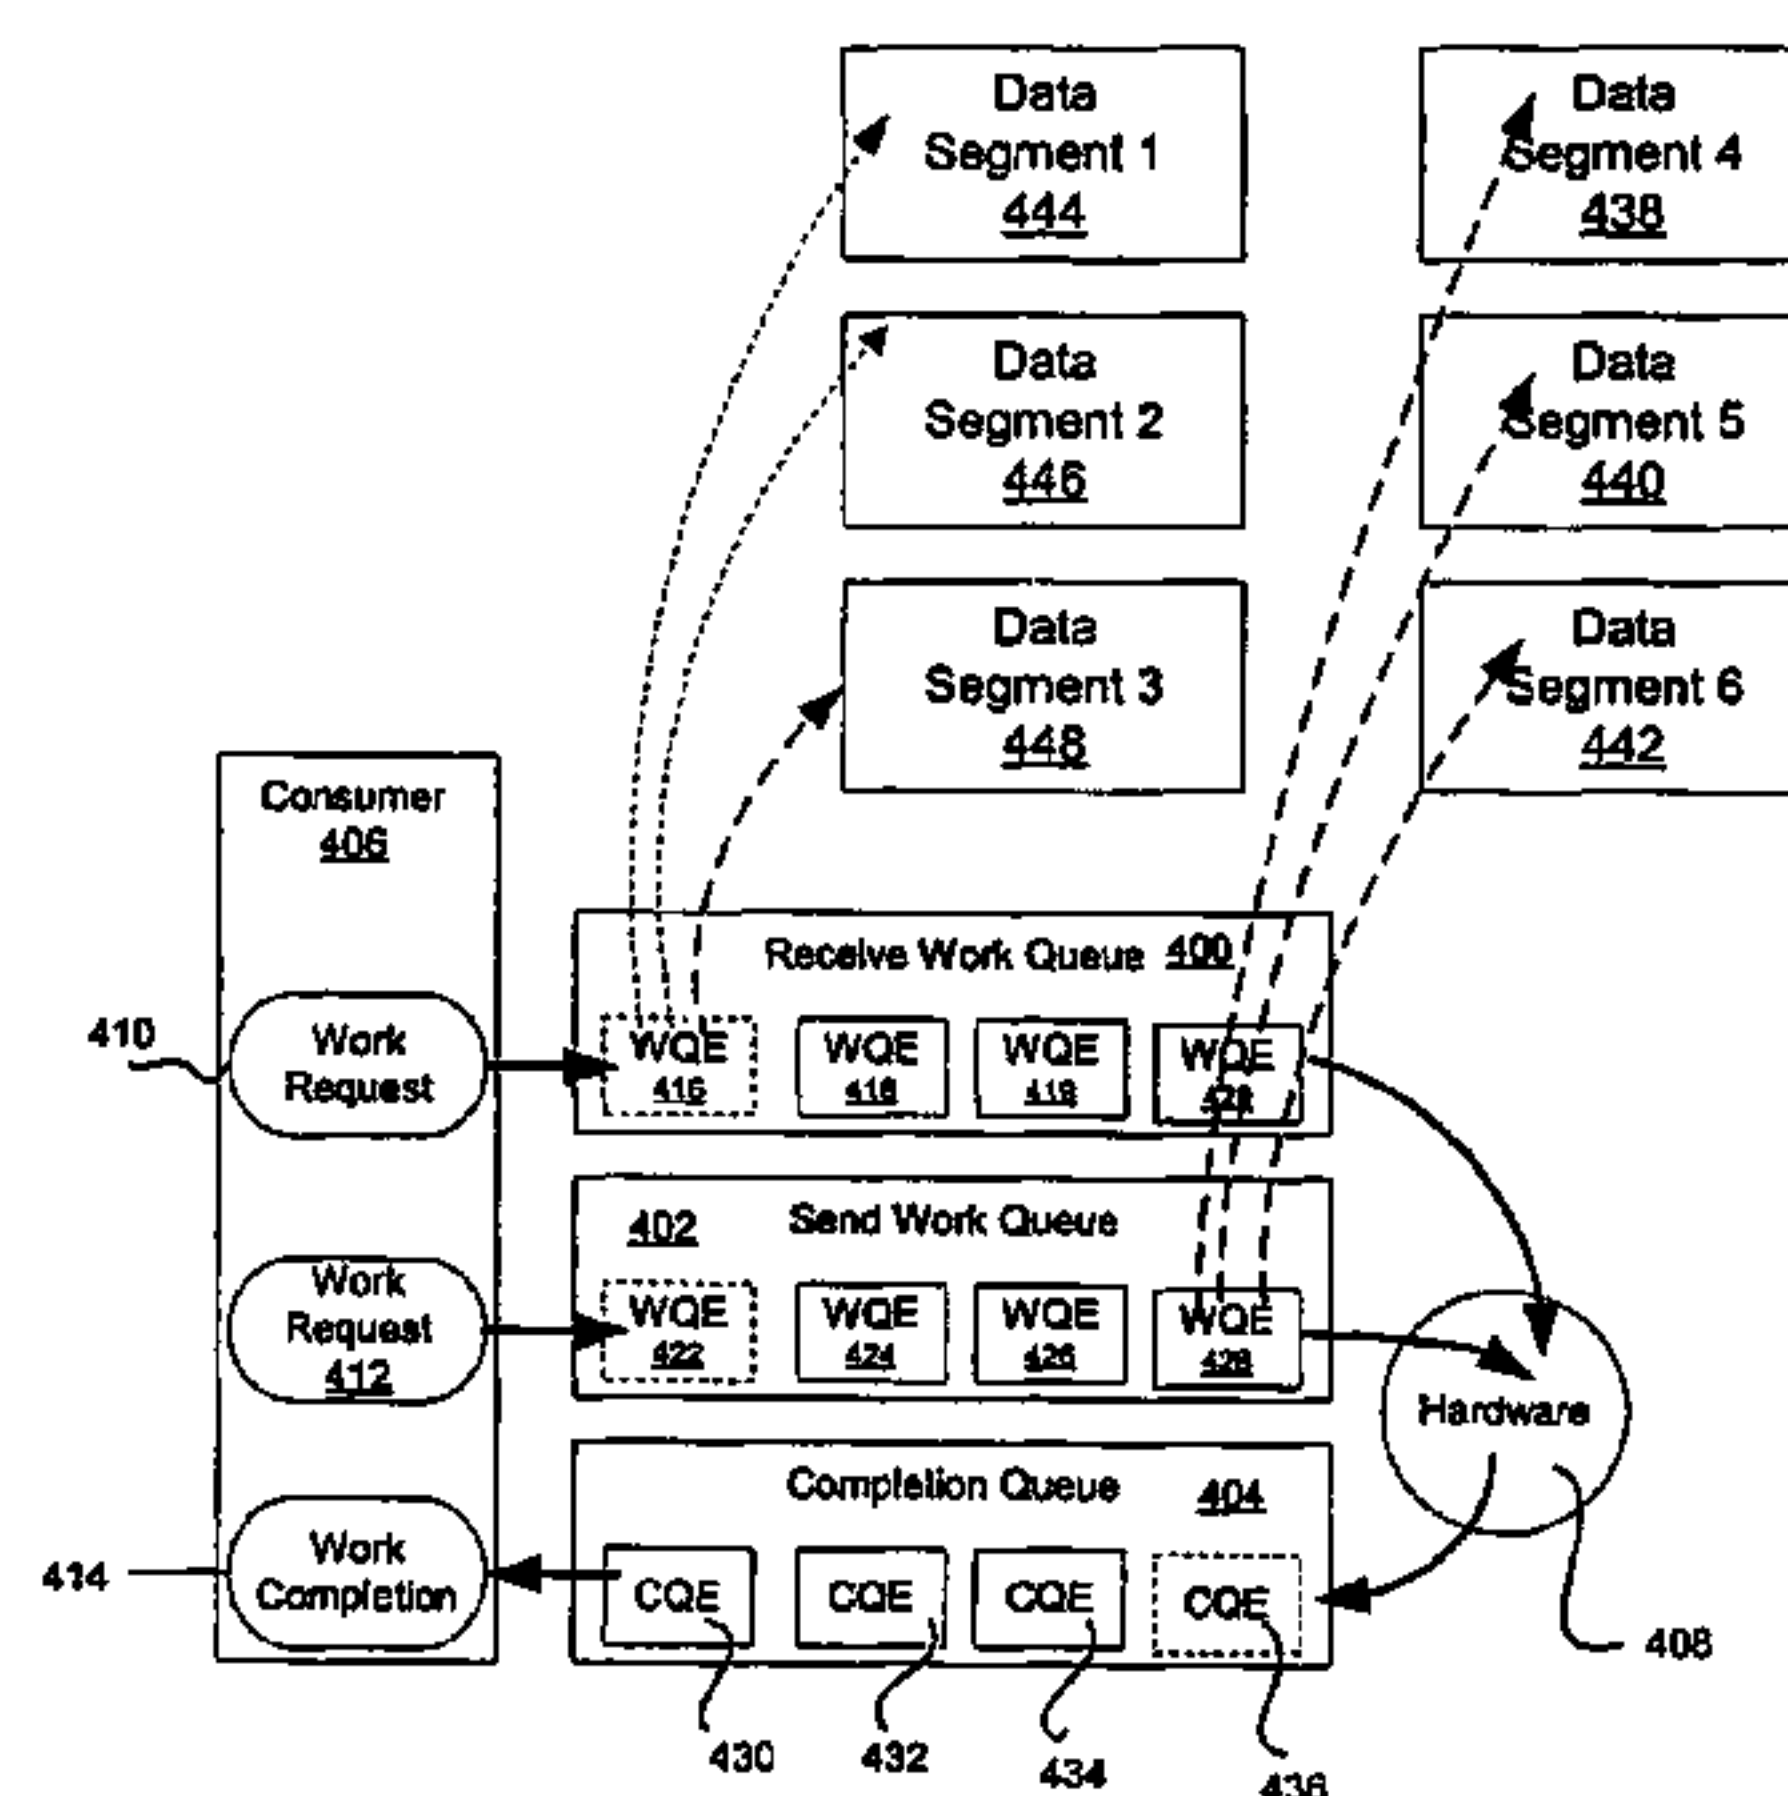 Data
Segment 1
444
Data
Segment 4
438
Data
Segment 2
446
Data
Segment 5
440
Data
Segment 3
448
Data
Segment 6
442
Consumer
406
Receive Work Queue 400
410
Work
Request
WQE
416
WQE
418
WQE
WQE
402 Send Work Queue
Work
Request
412
WQE
422
WQE
424
WQE
426
WQE
Hardware
Completion Queue 404
414
Work
Completion
CQE
CQE
CQE
CQE
408
430
432
434
436